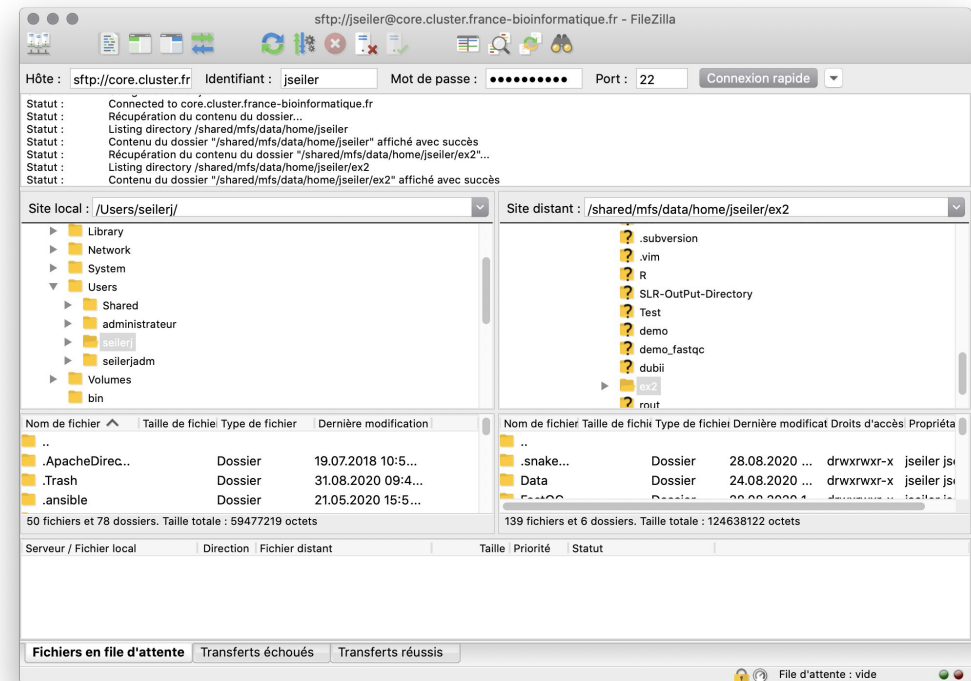 sftp://jseiler@core.cluster.france-bioinformatique.fr - FileZilla
Hôte : sftp://core.cluster.fr Identifiant : jseiler Mot de passe : •••••••••• Port : 22 Connexion rapide
Statut : Connected to core.cluster.france-bioinformatique.fr
Statut : Récupération du contenu du dossier...
Statut : Listing directory /shared/mfs/data/home/jseiler
Statut : Contenu du dossier "/shared/mfs/data/home/jseiler" affiché avec succès
Statut : Récupération du contenu du dossier "/shared/mfs/data/home/jseiler/ex2"...
Statut : Listing directory /shared/mfs/data/home/jseiler/ex2
Statut : Contenu du dossier "/shared/mfs/data/home/jseiler/ex2" affiché avec succès
Site local : /Users/seilerj/
Library
Network
System
Users
Shared
administrateur
seilerj
seilerjadm
Volumes
bin
Site distant : /shared/mfs/data/home/jseiler/ex2
.subversion
.vim
R
SLR-OutPut-Directory
Test
demo
demo_fastqc
dubii
ex2
rout
Nom de fichier Taille de fichie Type de fichier Dernière modification
..
.ApacheDirec... Dossier 19.07.2018 10:5...
.Trash Dossier 31.08.2020 09:4...
.ansible Dossier 21.05.2020 15:5...
50 fichiers et 78 dossiers. Taille totale : 59477219 octets
Nom de fichier Taille de fichie Type de fichie Dernière modificat Droits d'accès Propriéta
..
.snake... Dossier 28.08.2020 ... drwxrwxr-x jseiler jse
Data Dossier 24.08.2020 ... drwxrwxr-x jseiler jse
FastQC Dossier 28.08.2020 1... drwxrwxr-x jseiler
139 fichiers et 6 dossiers. Taille totale : 124638122 octets
Serveur / Fichier local Direction Fichier distant Taille Priorité Statut
Fichiers en file d'attente Transferts échoués Transferts réussis
File d'attente : vide